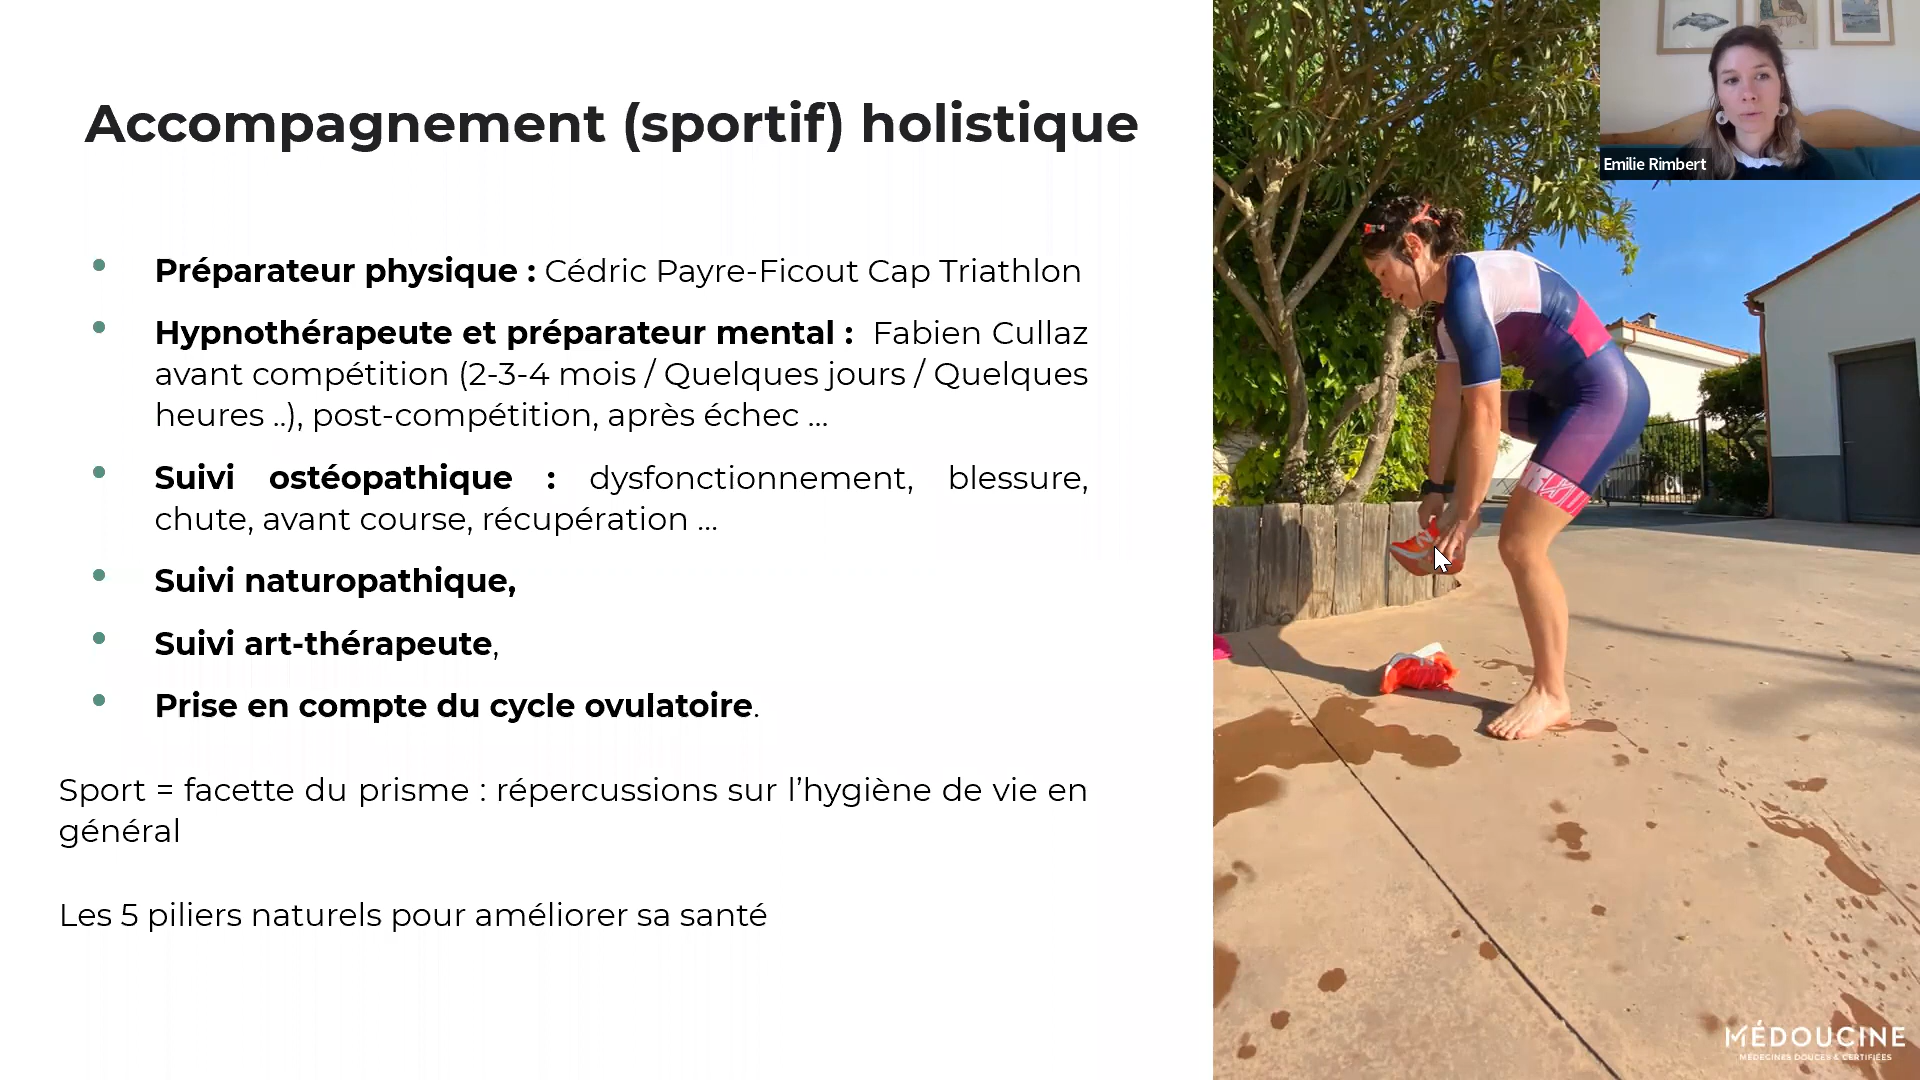 Accompagnement (sportif) holistique
Emilie Rimbert
• Préparateur physique : Cédric Payre-Ficout Cap Triathlon
• Hypnothérapeute et préparateur mental : Fabien Cullaz
avant compétition (2-3-4 mois / Quelques jours / Quelques
heures ..), post-compétition, après échec ...
• Suivi ostéopathique : dysfonctionnement, blessure,
chute, avant course, récupération ...
• Suivi naturopathique,
• Suivi art-thérapeute,
• Prise en compte du cycle ovulatoire.
Sport = facette du prisme : répercussions sur l’hygiène de vie en
général
Les 5 piliers naturels pour améliorer sa santé
MÉDOUCINE
MÉDECINES DOUCES & CERTIFIÉES